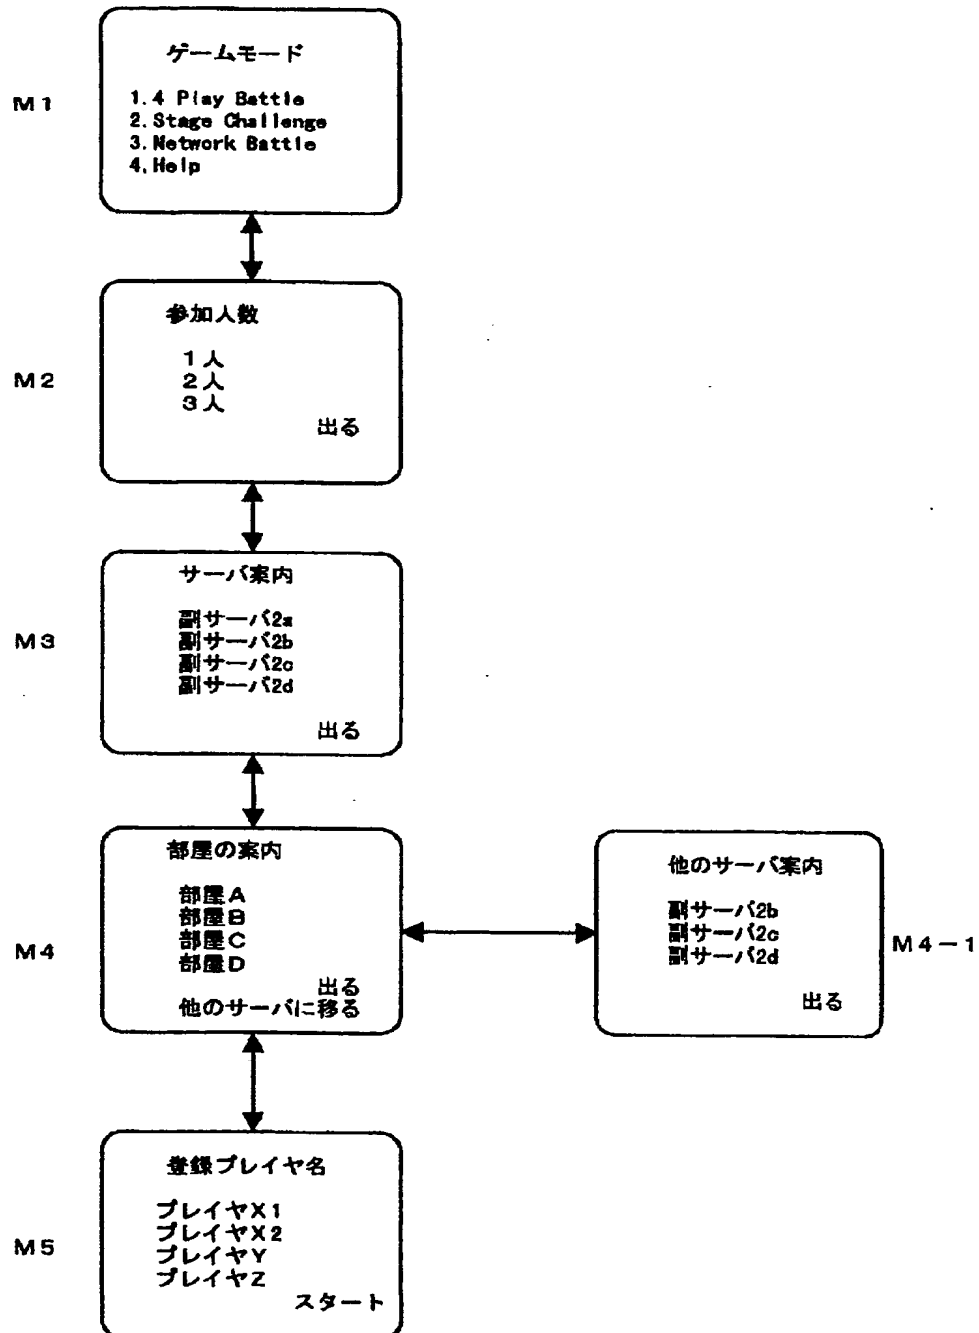 M1
ゲームモード
1.4 Play Battle
2.Stage Challenge
3.Network Battle
4.Help
M2
参加人数
1人
2人
3人
出る
M3
サーバ案内
副サーバ2a
副サーバ2b
副サーバ2c
副サーバ2d
出る
M4
部屋の案内
部屋A
部屋B
部屋C
部屋D
出る
他のサーバに移る
他のサーバ案内
副サーバ2b
副サーバ2c
副サーバ2d
出る
M4-1
M5
登録プレイヤ名
プレイヤX1
プレイヤX2
プレイヤY
プレイヤZ
スタート